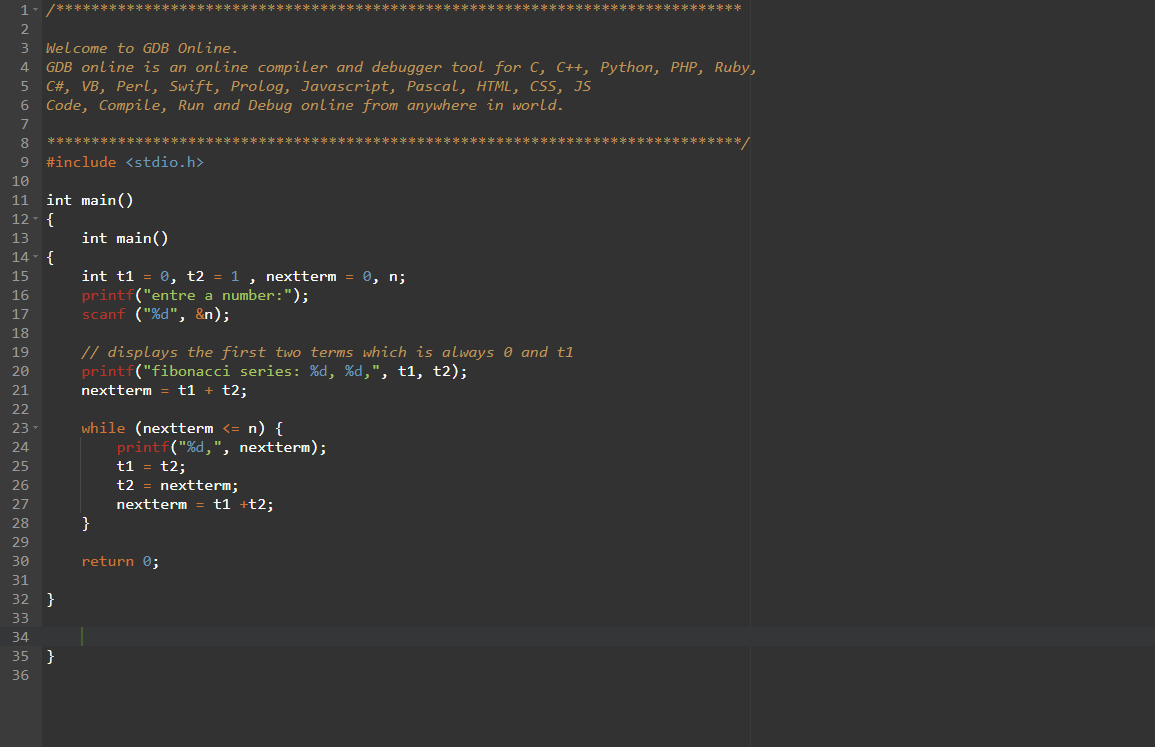 1 /******************************************************************************
2
3 Welcome to GDB Online.
4 GDB online is an online compiler and debugger tool for C, C++, Python, PHP, Ruby,
5 C#, VB, Perl, Swift, Prolog, Javascript, Pascal, HTML, CSS, JS
6 Code, Compile, Run and Debug online from anywhere in world.
7
8 *******************************************************************************/
9 #include <stdio.h>
10
11 int main()
12 {
13     int main()
14 {
15     int t1 = 0, t2 = 1 , nextterm = 0, n;
16     printf("entre a number:");
17     scanf ("%d", &n);
18
19     // displays the first two terms which is always 0 and t1
20     printf("fibonacci series: %d, %d,", t1, t2);
21     nextterm = t1 + t2;
22
23     while (nextterm <= n) {
24         printf("%d,", nextterm);
25         t1 = t2;
26         t2 = nextterm;
27         nextterm = t1 +t2;
28     }
29
30     return 0;
31
32 }
33
34
35 }
36